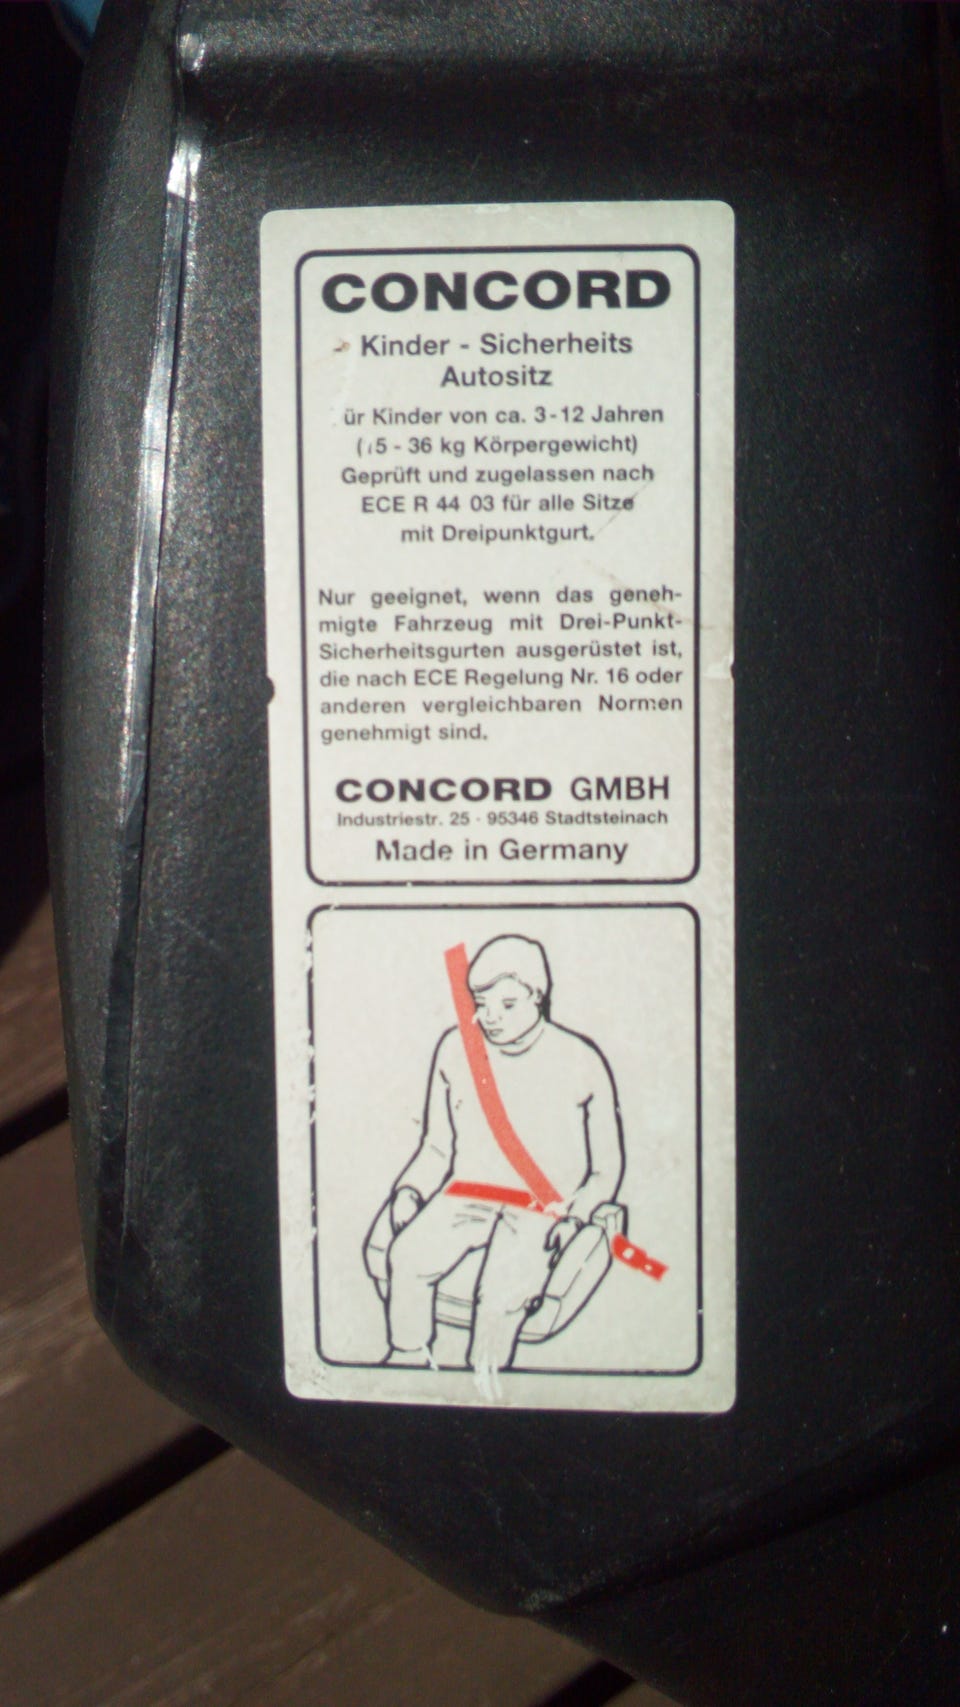 CONCORD
Kinder - Sicherheits
Autositz
ür Kinder von ca. 3-12 Jahren
(15 - 36 kg Körpergewicht)
Geprüft und zugelassen nach
ECE R 44 03 für alle Sitze
mit Dreipunktgurt.
Nur geeignet, wenn das geneh-
migte Fahrzeug mit Drei-Punkt-
Sicherheitsgurten ausgerüstet ist,
die nach ECE Regelung Nr. 16 oder
anderen vergleichbaren Normen
genehmigt sind.
CONCORD GMBH
Industriestr. 25 · 95346 Stadtsteinach
Made in Germany